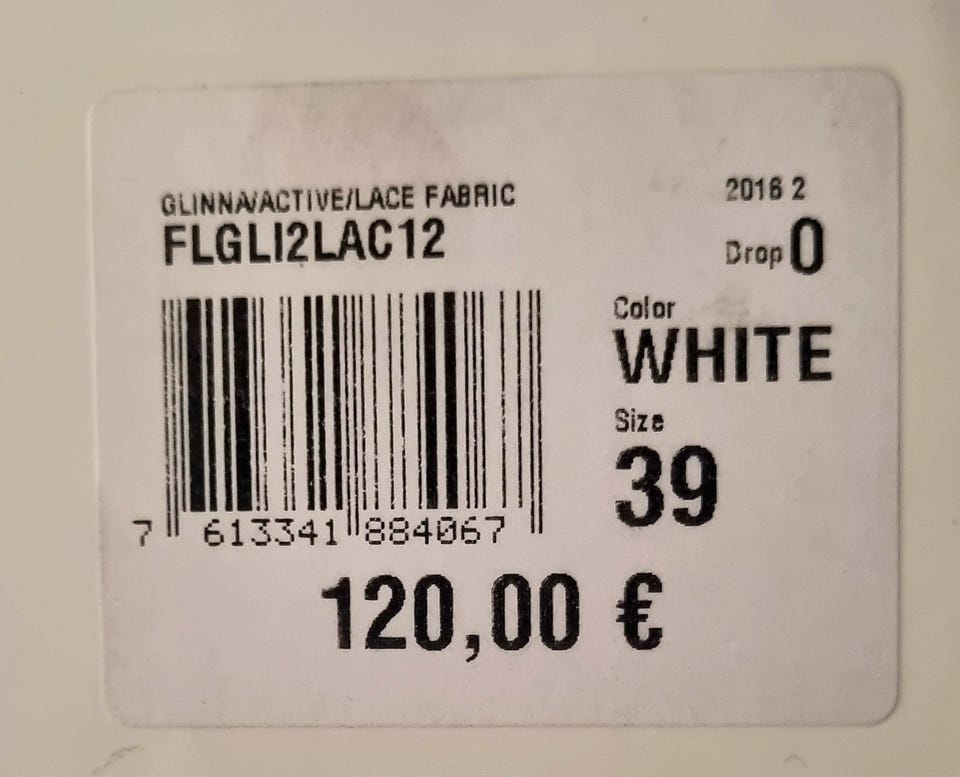 GLINNA/ACTIVE/LACE FABRIC
FLGLI2LAC12
2016 2
Drop 0
Color
WHITE
Size
39
7 613341 884067
120,00 €